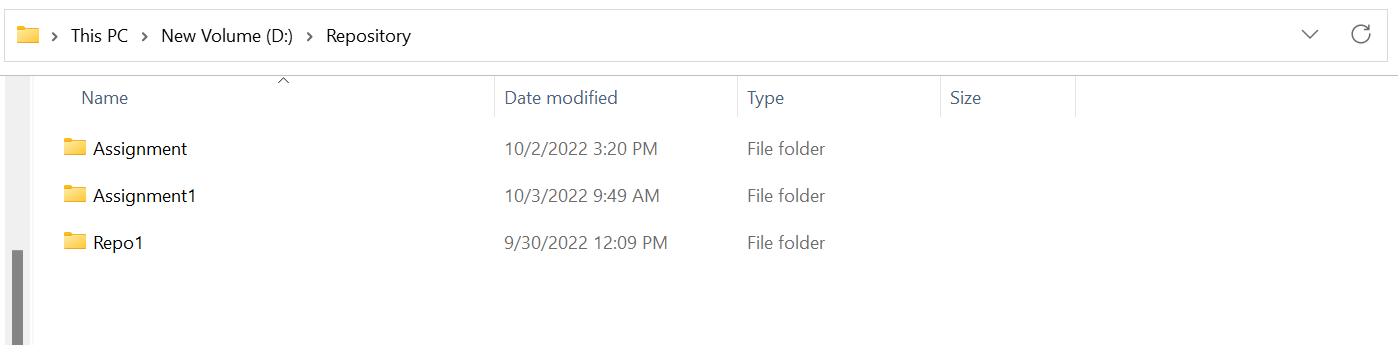 This PC > New Volume (D:) > Repository
Name Date modified Type Size
Assignment 10/2/2022 3:20 PM File folder
Assignment1 10/3/2022 9:49 AM File folder
Repo1 9/30/2022 12:09 PM File folder